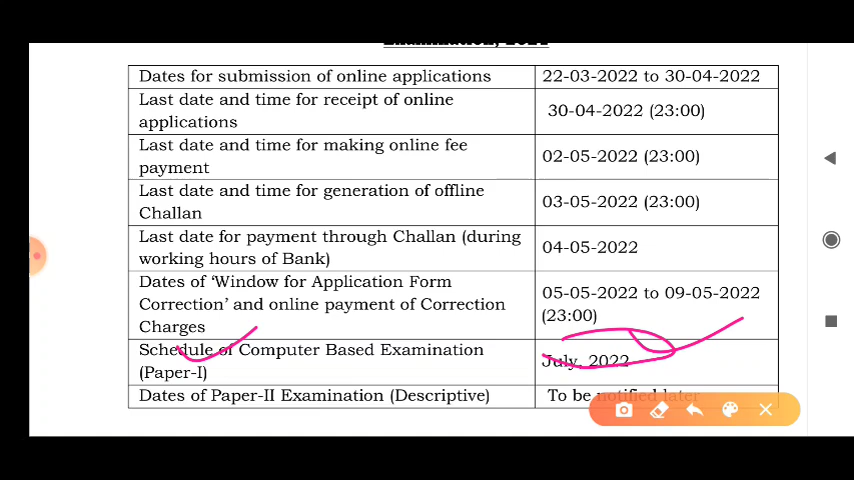 Examination, 2021
Dates for submission of online applications 22-03-2022 to 30-04-2022
Last date and time for receipt of online
applications 30-04-2022 (23:00)
Last date and time for making online fee
payment 02-05-2022 (23:00)
Last date and time for generation of offline
Challan 03-05-2022 (23:00)
Last date for payment through Challan (during
working hours of Bank) 04-05-2022
Dates of ‘Window for Application Form
Correction’ and online payment of Correction
Charges 05-05-2022 to 09-05-2022
(23:00)
Schedule of Computer Based Examination
(Paper-I) July, 2022
Dates of Paper-II Examination (Descriptive) To be notified later